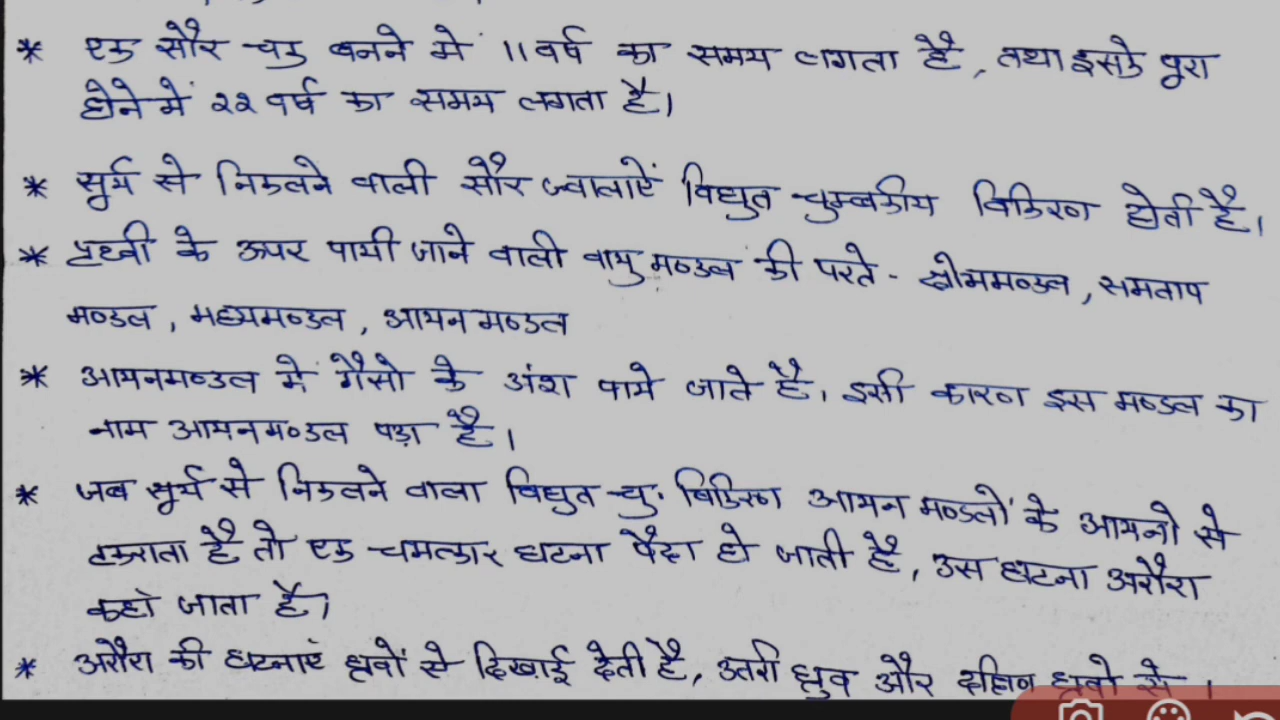 * एक सौर चक्र बनने में 11 वर्ष का समय लगता है, तथा इसके पूरा
होने में 22 वर्ष का समय लगता है।
* सूर्य से निकलने वाली सौर ज्वालाऐं विद्युत चुम्बकीय विकिरण होती है।
* पृथ्वी के ऊपर पायी जाने वाली वायुमण्डल की परते - क्षोममण्डल, समताप
मण्डल, मध्यमण्डल, आयनमण्डल
* आयनमण्डल में गैसो के अंश पाये जाते है, इसी कारण इस मण्डल का
नाम आयनमण्डल पड़ा है।
* जब सूर्य से निकलने वाला विद्युत चु॰ विकिरण आयन मण्डलों के आयनो से
टकराता है तो एक चमत्कार घटना पैदा हो जाती है, उस घटना अरौरा
कहा जाता है।
* अरौरा की घटनाएं ध्रुवों से दिखाई देती है, उतरी ध्रुव और दक्षिण ध्रुवो से।